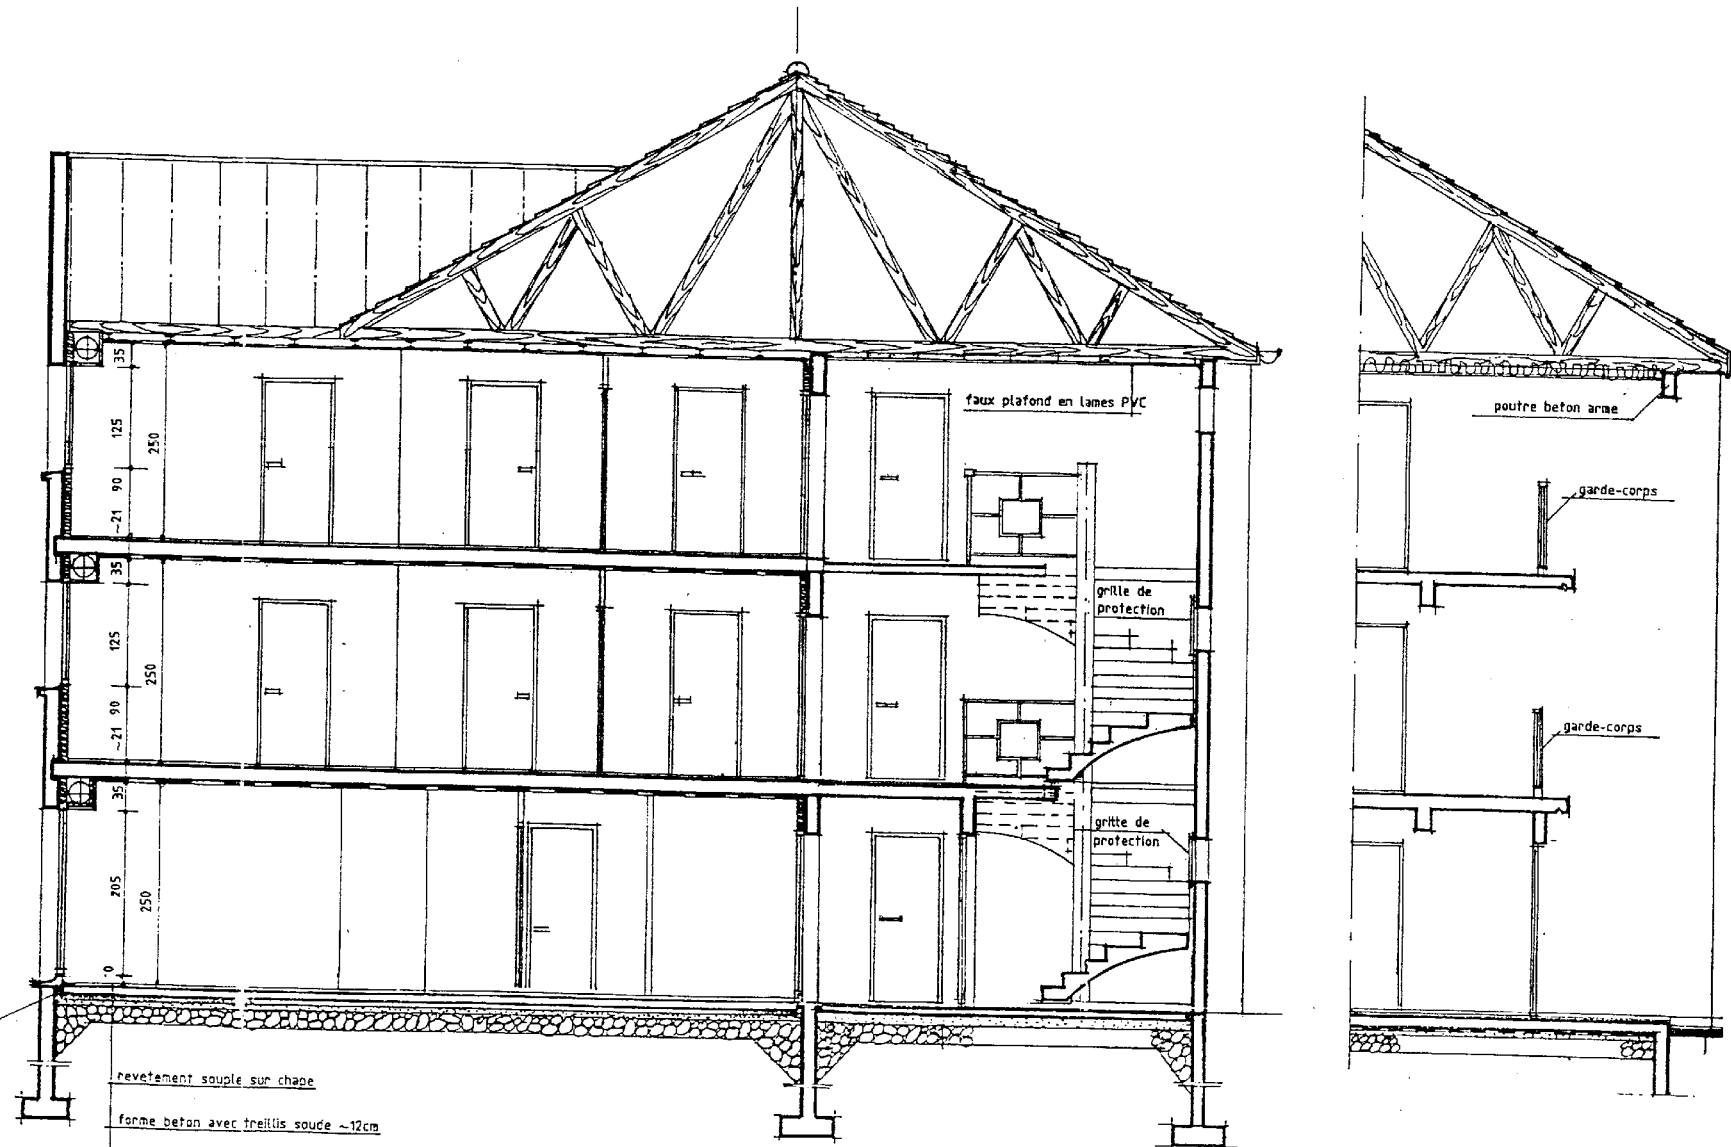 35
125
250
90
~21
faux plafond en lames PVC
poutre beton arme
garde-corps
35
125
250
90
~21
grille de
protection
garde-corps
35
205
250
0
gritte de
protection
revetement souple sur chape
forme beton avec treillis soude ~12cm